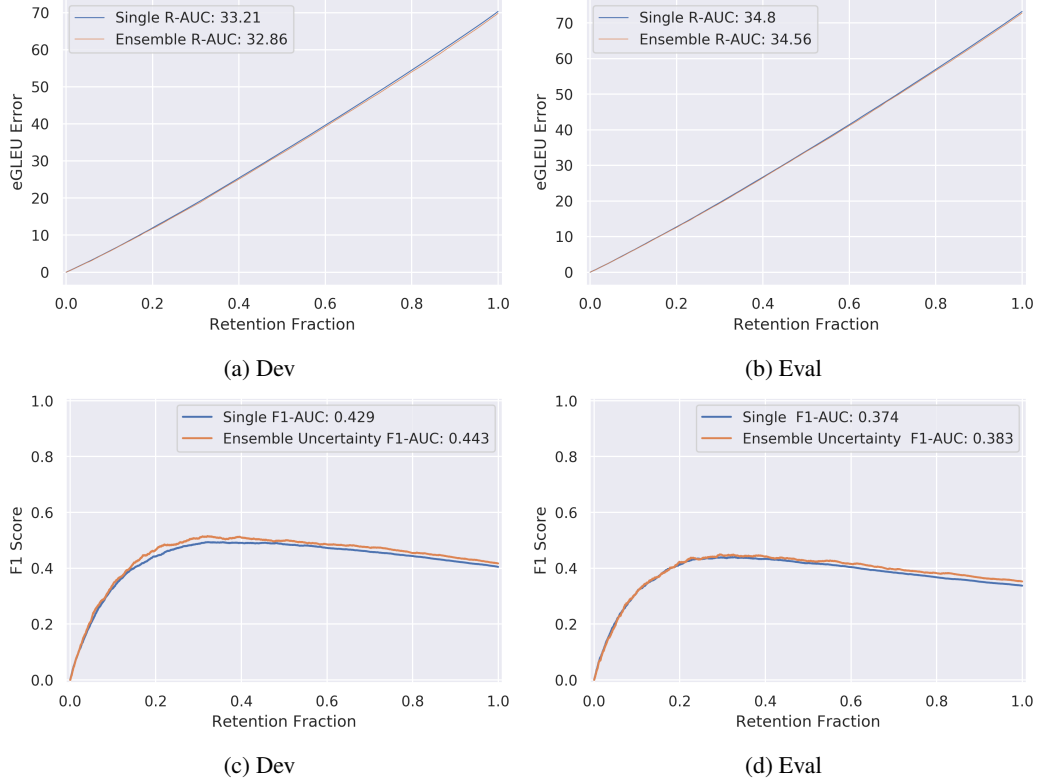 70
60
50
40
30
20
10
0
eGLEU Error
Single R-AUC: 33.21
Ensemble R-AUC: 32.86
0.0 0.2 0.4 0.6 0.8 1.0
Retention Fraction
(a) Dev
70
60
50
40
30
20
10
0
eGLEU Error
Single R-AUC: 34.8
Ensemble R-AUC: 34.56
0.0 0.2 0.4 0.6 0.8 1.0
Retention Fraction
(b) Eval
1.0
0.8
0.6
0.4
0.2
0.0
F1 Score
Single F1-AUC: 0.429
Ensemble Uncertainty F1-AUC: 0.443
0.0 0.2 0.4 0.6 0.8 1.0
Retention Fraction
(c) Dev
1.0
0.8
0.6
0.4
0.2
0.0
F1 Score
Single F1-AUC: 0.374
Ensemble Uncertainty F1-AUC: 0.383
0.0 0.2 0.4 0.6 0.8 1.0
Retention Fraction
(d) Eval